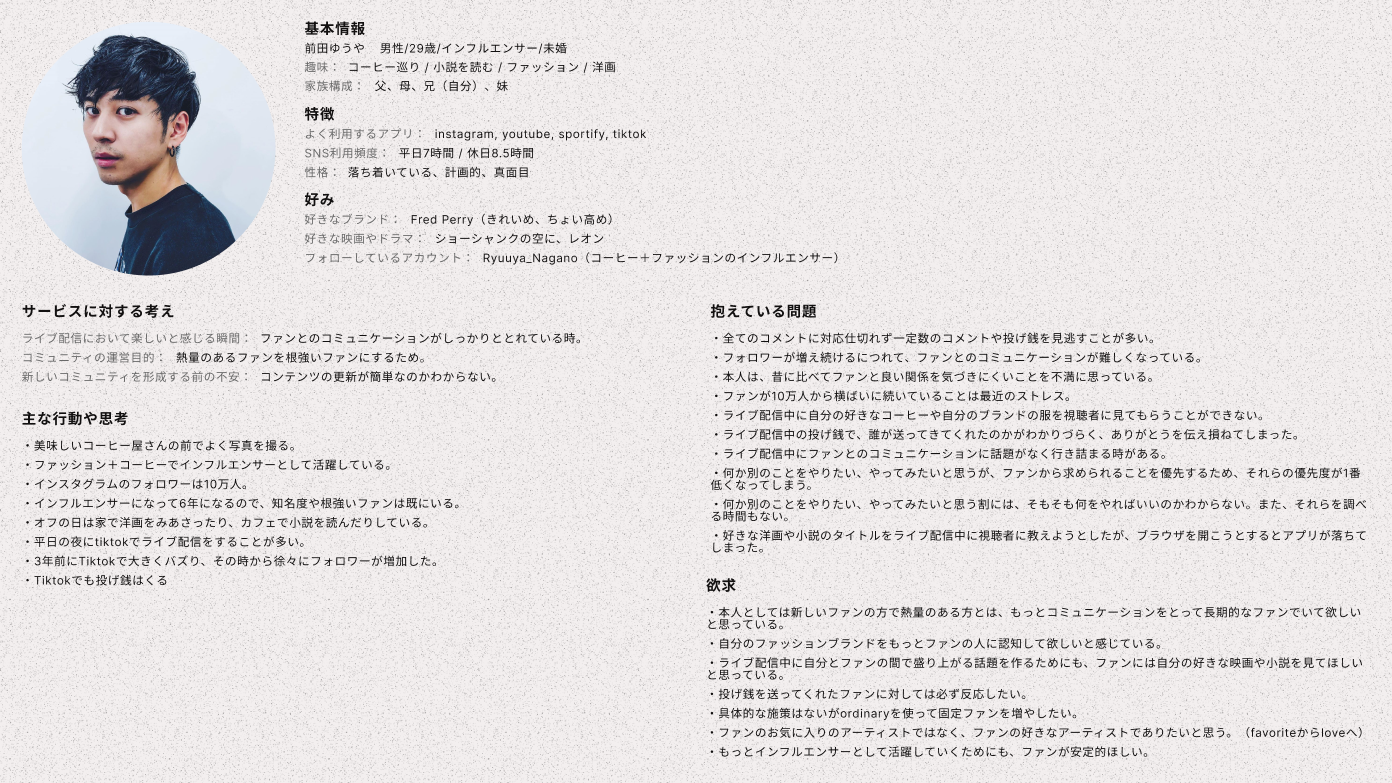 基本情報
前田ゆうや　男性/29歳/インフルエンサー/未婚
趣味： コーヒー巡り / 小説を読む / ファッション / 洋画
家族構成： 父、母、兄（自分）、妹
特徴
よく利用するアプリ： instagram, youtube, sportify, tiktok
SNS利用頻度： 平日7時間 / 休日8.5時間
性格： 落ち着いている、計画的、真面目
好み
好きなブランド： Fred Perry（きれいめ、ちょい高め）
好きな映画やドラマ： ショーシャンクの空に、レオン
フォローしているアカウント： Ryuuya_Nagano（コーヒー＋ファッションのインフルエンサー）
サービスに対する考え
ライブ配信において楽しいと感じる瞬間： ファンとのコミュニケーションがしっかりととれている時。
コミュニティの運営目的： 熱量のあるファンを根強いファンにするため。
新しいコミュニティを形成する前の不安： コンテンツの更新が簡単なのかわからない。
主な行動や思考
・美味しいコーヒー屋さんの前でよく写真を撮る。
・ファッション＋コーヒーでインフルエンサーとして活躍している。
・インスタグラムのフォロワーは10万人。
・インフルエンサーになって6年になるので、知名度や根強いファンは既にいる。
・オフの日は家で洋画をみあさったり、カフェで小説を読んだりしている。
・平日の夜にtiktokでライブ配信をすることが多い。
・3年前にTiktokで大きくバズり、その時から徐々にフォロワーが増加した。
・Tiktokでも投げ銭はくる
抱えている問題
・全てのコメントに対応仕切れず一定数のコメントや投げ銭を見逃すことが多い。
・フォロワーが増え続けるにつれて、ファンとのコミュニケーションが難しくなっている。
・本人は、昔に比べてファンと良い関係を気づきにくいことを不満に思っている。
・ファンが10万人から横ばいに続いていることは最近のストレス。
・ライブ配信中に自分の好きなコーヒーや自分のブランドの服を視聴者に見てもらうことができない。
・ライブ配信中の投げ銭で、誰が送ってきてくれたのかがわかりづらく、ありがとうを伝え損ねてしまった。
・ライブ配信中にファンとのコミュニケーションに話題がなく行き詰まる時がある。
・何か別のことをやりたい、やってみたいと思うが、ファンから求められることを優先するため、それらの優先度が1番
低くなってしまう。
・何か別のことをやりたい、やってみたいと思う割には、そもそも何をやればいいのかわからない。また、それらを調べ
る時間もない。
・好きな洋画や小説のタイトルをライブ配信中に視聴者に教えようとしたが、ブラウザを開こうとするとアプリが落ちて
しまった。
欲求
・本人としては新しいファンの方で熱量のある方とは、もっとコミュニケーションをとって長期的なファンでいて欲しい
と思っている。
・自分のファッションブランドをもっとファンの人に認知して欲しいと感じている。
・ライブ配信中に自分とファンの間で盛り上がる話題を作るためにも、ファンには自分の好きな映画や小説を見てほしい
と思っている。
・投げ銭を送ってくれたファンに対しては必ず反応したい。
・具体的な施策はないがordinaryを使って固定ファンを増やしたい。
・ファンのお気に入りのアーティストではなく、ファンの好きなアーティストでありたいと思う。（favoriteからloveへ）
・もっとインフルエンサーとして活躍していくためにも、ファンが安定的ほしい。